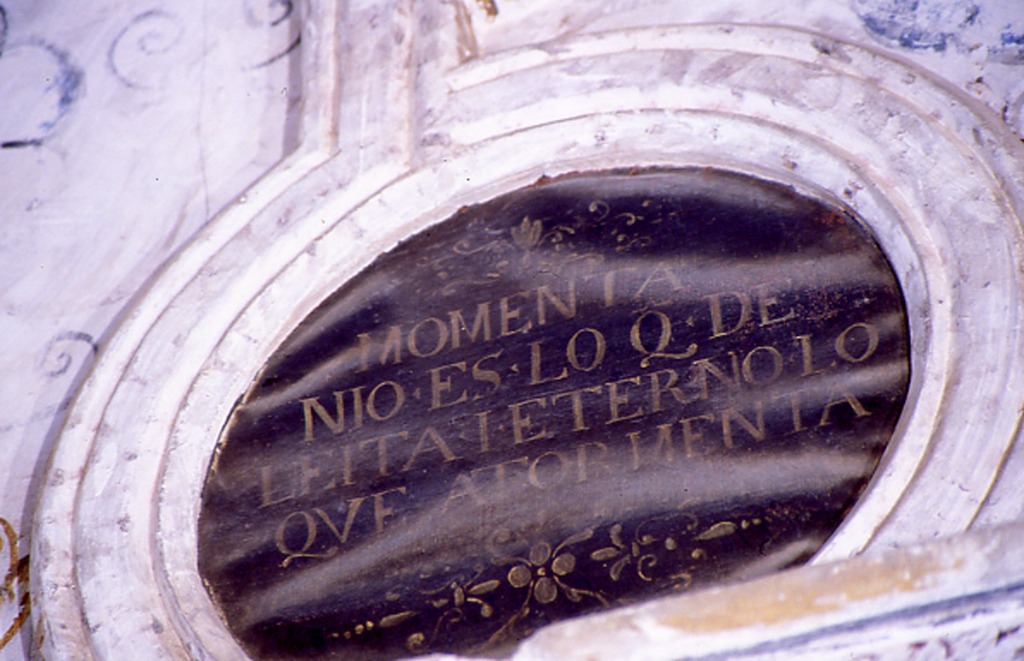 MOMENTA
NIO·ES·LO Q·DE
LEITA·I·ETERNO LO
QVE ATORMENTA